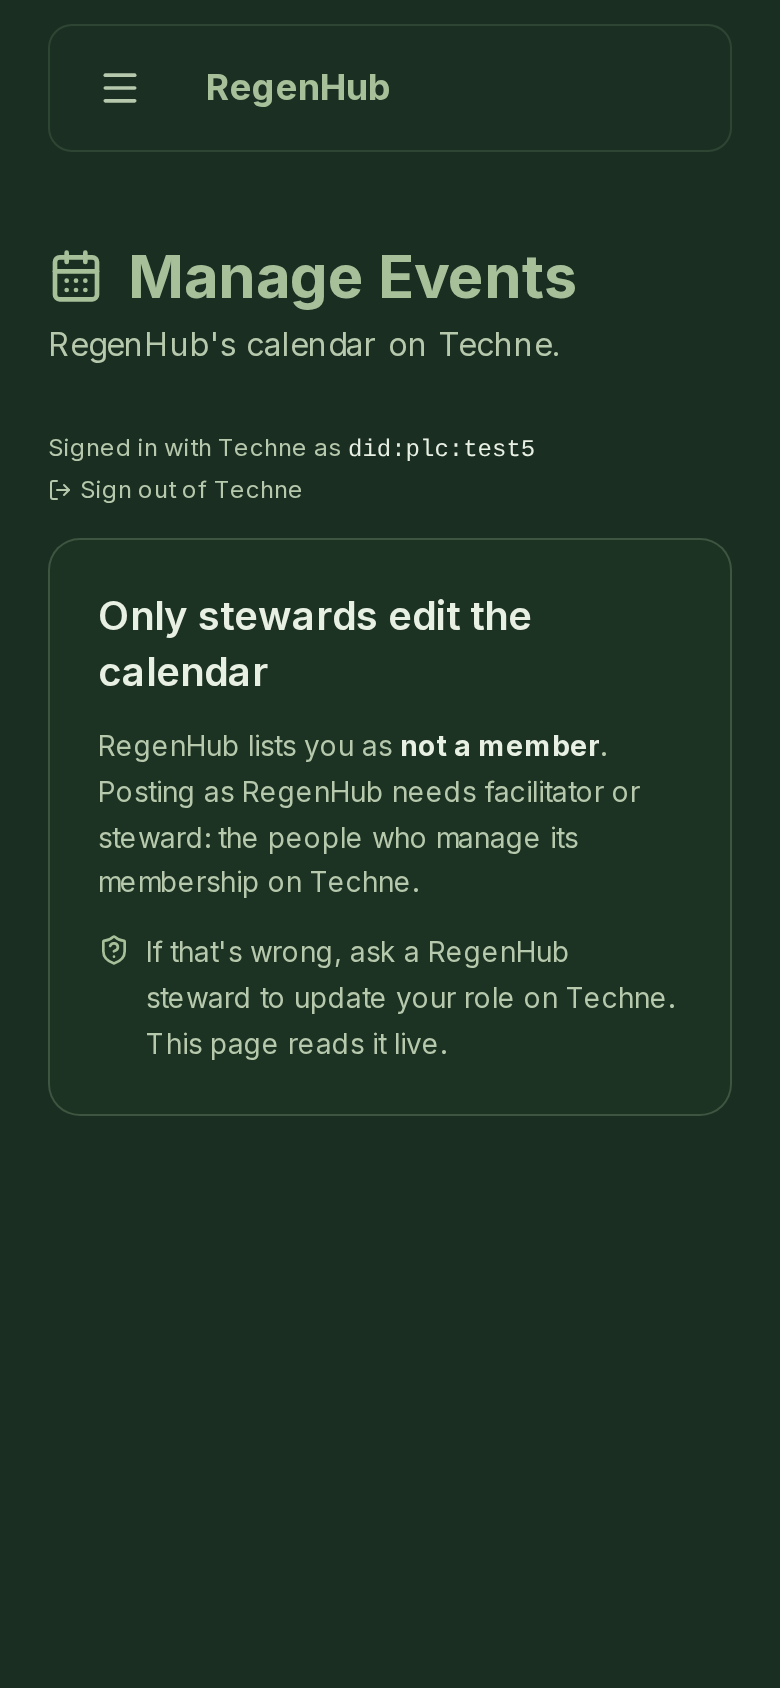 RegenHub
Manage Events
RegenHub's calendar on Techne.
Signed in with Techne as did:plc:test5
Sign out of Techne
Only stewards edit the
calendar
RegenHub lists you as not a member.
Posting as RegenHub needs facilitator or
steward: the people who manage its
membership on Techne.
If that's wrong, ask a RegenHub
steward to update your role on Techne.
This page reads it live.